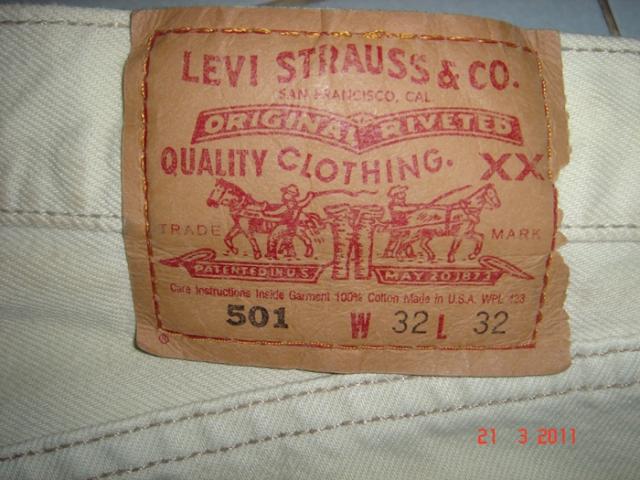 LEVI STRAUSS & CO.
SAN FRANCISCO, CAL
ORIGINAL RIVETED
QUALITY CLOTHING. XX
TRADE MARK
PATENTED IN U.S. MAY 20 1873
Care Instructions Inside Garment 100% Cotton Made in U.S.A. WPL 423
501 W 32 L 32
®
21 3 2011